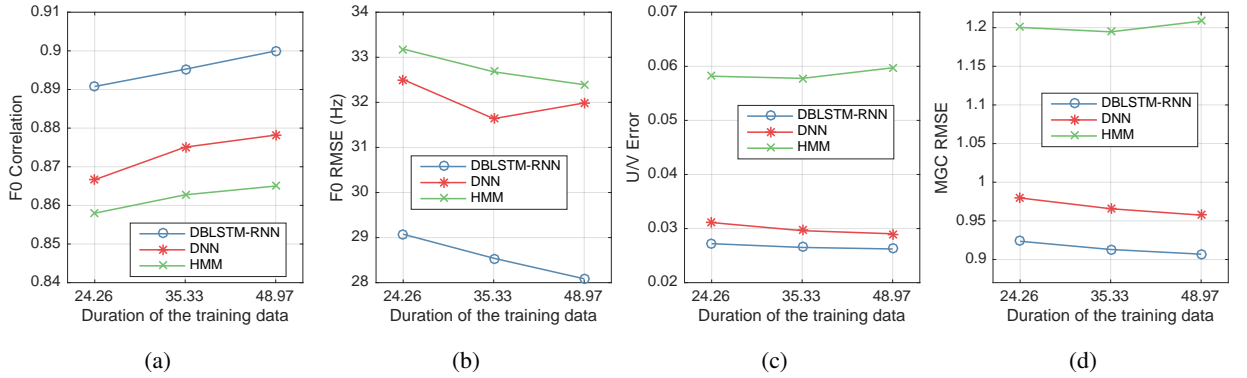 F0 Correlation
0.91
0.9
0.89
0.88
0.87
0.86
0.85
0.84
DBLSTM-RNN
DNN
HMM
24.26 35.33 48.97
Duration of the training data
(a)
F0 RMSE (Hz)
34
33
32
31
30
29
28
DBLSTM-RNN
DNN
HMM
24.26 35.33 48.97
Duration of the training data
(b)
U/V Error
0.07
0.06
0.05
0.04
0.03
0.02
DBLSTM-RNN
DNN
HMM
24.26 35.33 48.97
Duration of the training data
(c)
MGC RMSE
1.2
1.15
1.1
1.05
1
0.95
0.9
DBLSTM-RNN
DNN
HMM
24.26 35.33 48.97
Duration of the training data
(d)